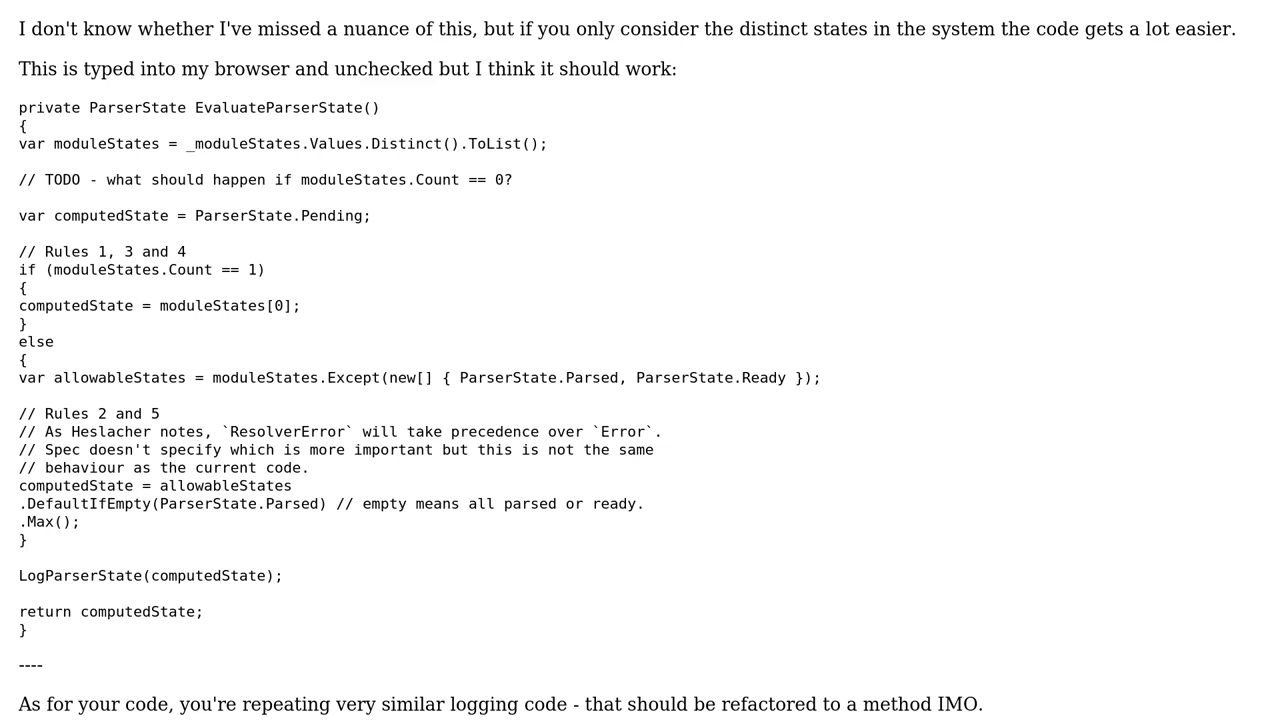 I don't know whether I've missed a nuance of this, but if you only consider the distinct states in the system the code gets a lot easier.
This is typed into my browser and unchecked but I think it should work:
private ParserState EvaluateParserState()
{
var moduleStates = _moduleStates.Values.Distinct().ToList();
// TODO - what should happen if moduleStates.Count == 0?
var computedState = ParserState.Pending;
// Rules 1, 3 and 4
if (moduleStates.Count == 1)
{
computedState = moduleStates[0];
}
else
{
var allowableStates = moduleStates.Except(new[] { ParserState.Parsed, ParserState.Ready });
// Rules 2 and 5
// As Heslacher notes, `ResolverError` will take precedence over `Error`.
// Spec doesn't specify which is more important but this is not the same
// behaviour as the current code.
computedState = allowableStates
.DefaultIfEmpty(ParserState.Parsed) // empty means all parsed or ready.
.Max();
}
LogParserState(computedState);
return computedState;
}
----
As for your code, you're repeating very similar logging code - that should be refactored to a method IMO.